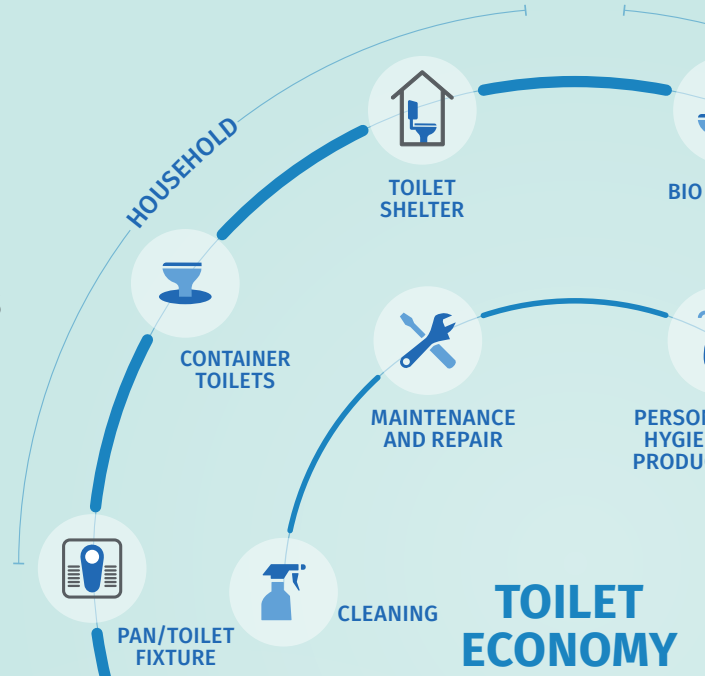 HOUSEHOLD
TOILET
SHELTER
BIO
CONTAINER
TOILETS
MAINTENANCE
AND REPAIR
CLEANING
PAN/TOILET
FIXTURE
TOILET
ECONOMY